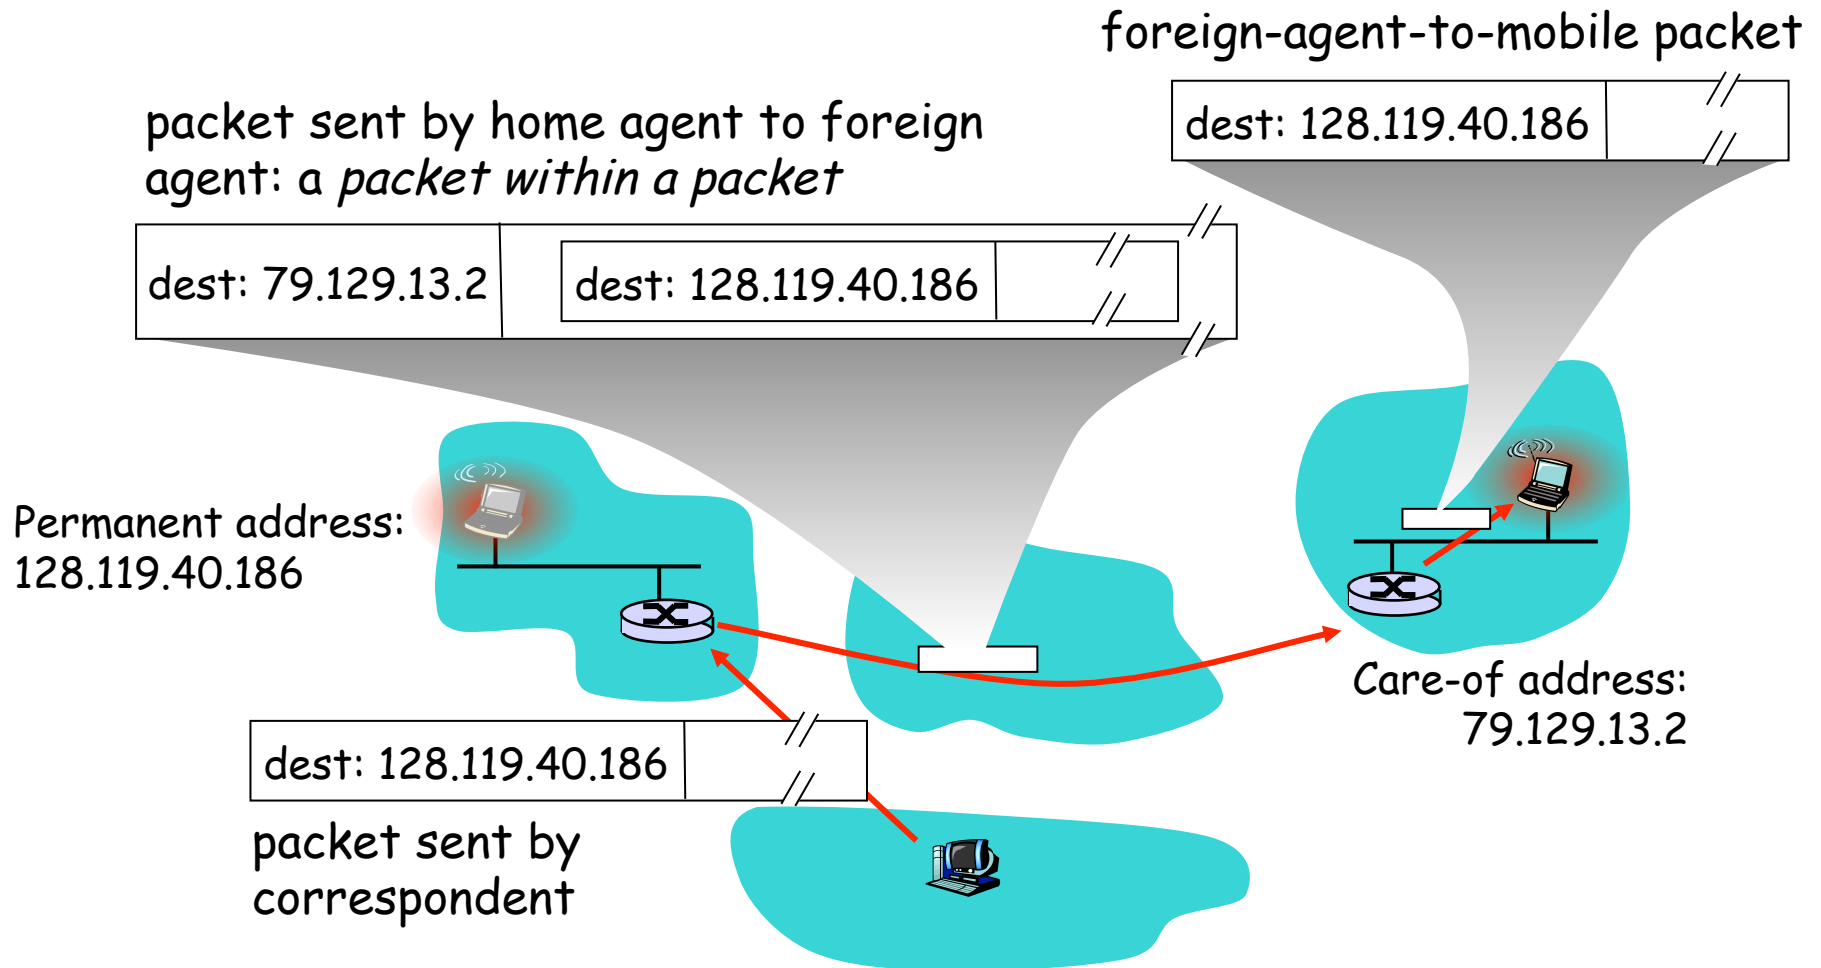 foreign-agent-to-mobile packet
dest: 128.119.40.186
packet sent by home agent to foreign
agent: a packet within a packet
dest: 79.129.13.2
dest: 128.119.40.186
Permanent address:
128.119.40.186
Care-of address:
79.129.13.2
dest: 128.119.40.186
packet sent by
correspondent